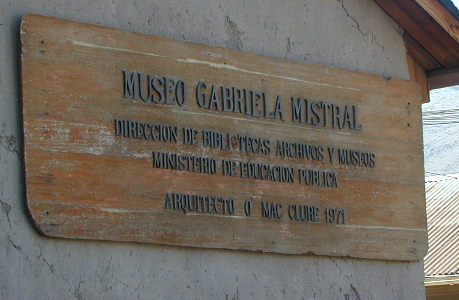 MUSEO GABRIELA MISTRAL
DIRECCION DE BIBLIOTECAS ARCHIVOS Y MUSEOS
MINISTERIO DE EDUCACION PUBLICA
ARQUITECTO O´ MAC CLURE 1971